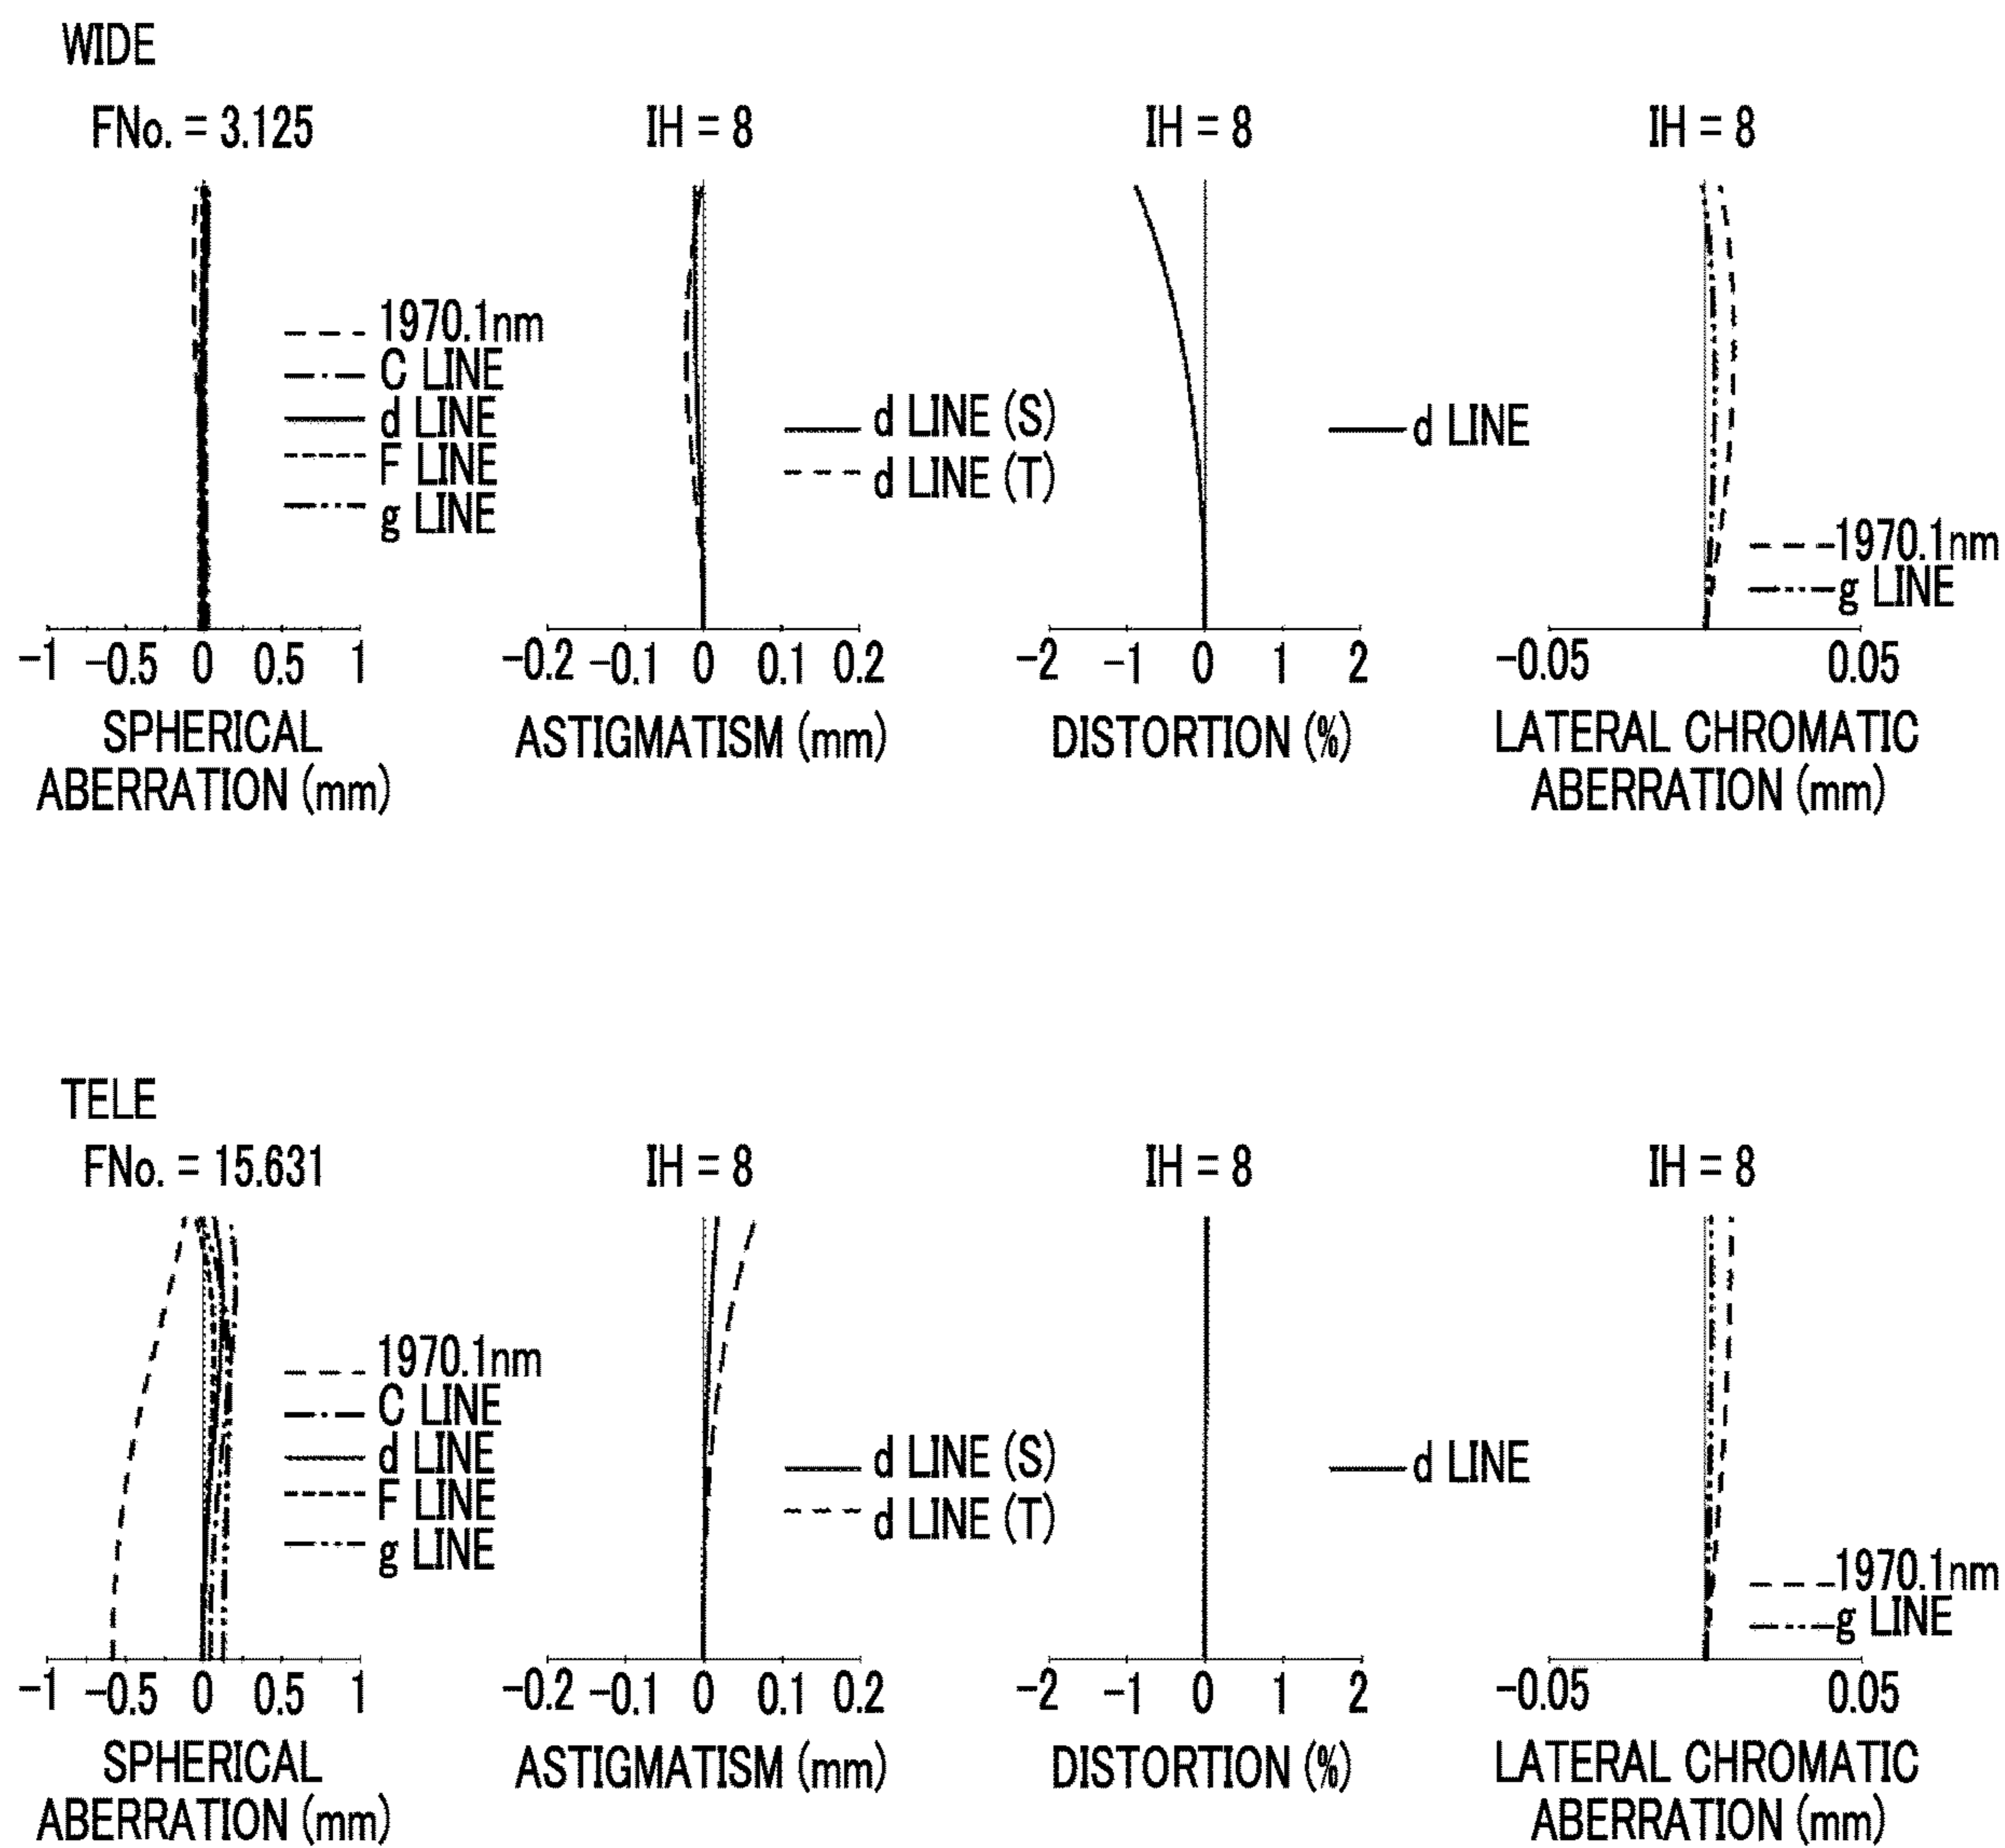 WIDE
FNo. = 3.125
IH = 8
IH = 8
IH = 8
1970.1nm
C LINE
d LINE
F LINE
g LINE
d LINE (S)
d LINE (T)
d LINE
1970.1nm
g LINE
-1 -0.5 0 0.5 1
-0.2 -0.1 0 0.1 0.2
-2 -1 0 1 2
-0.05 0.05
SPHERICAL
ABERRATION (mm)
ASTIGMATISM (mm)
DISTORTION (%)
LATERAL CHROMATIC
ABERRATION (mm)
TELE
FNo. = 15.631
IH = 8
IH = 8
IH = 8
1970.1nm
C LINE
d LINE
F LINE
g LINE
d LINE (S)
d LINE (T)
d LINE
1970.1nm
g LINE
-1 -0.5 0 0.5 1
-0.2 -0.1 0 0.1 0.2
-2 -1 0 1 2
-0.05 0.05
SPHERICAL
ABERRATION (mm)
ASTIGMATISM (mm)
DISTORTION (%)
LATERAL CHROMATIC
ABERRATION (mm)